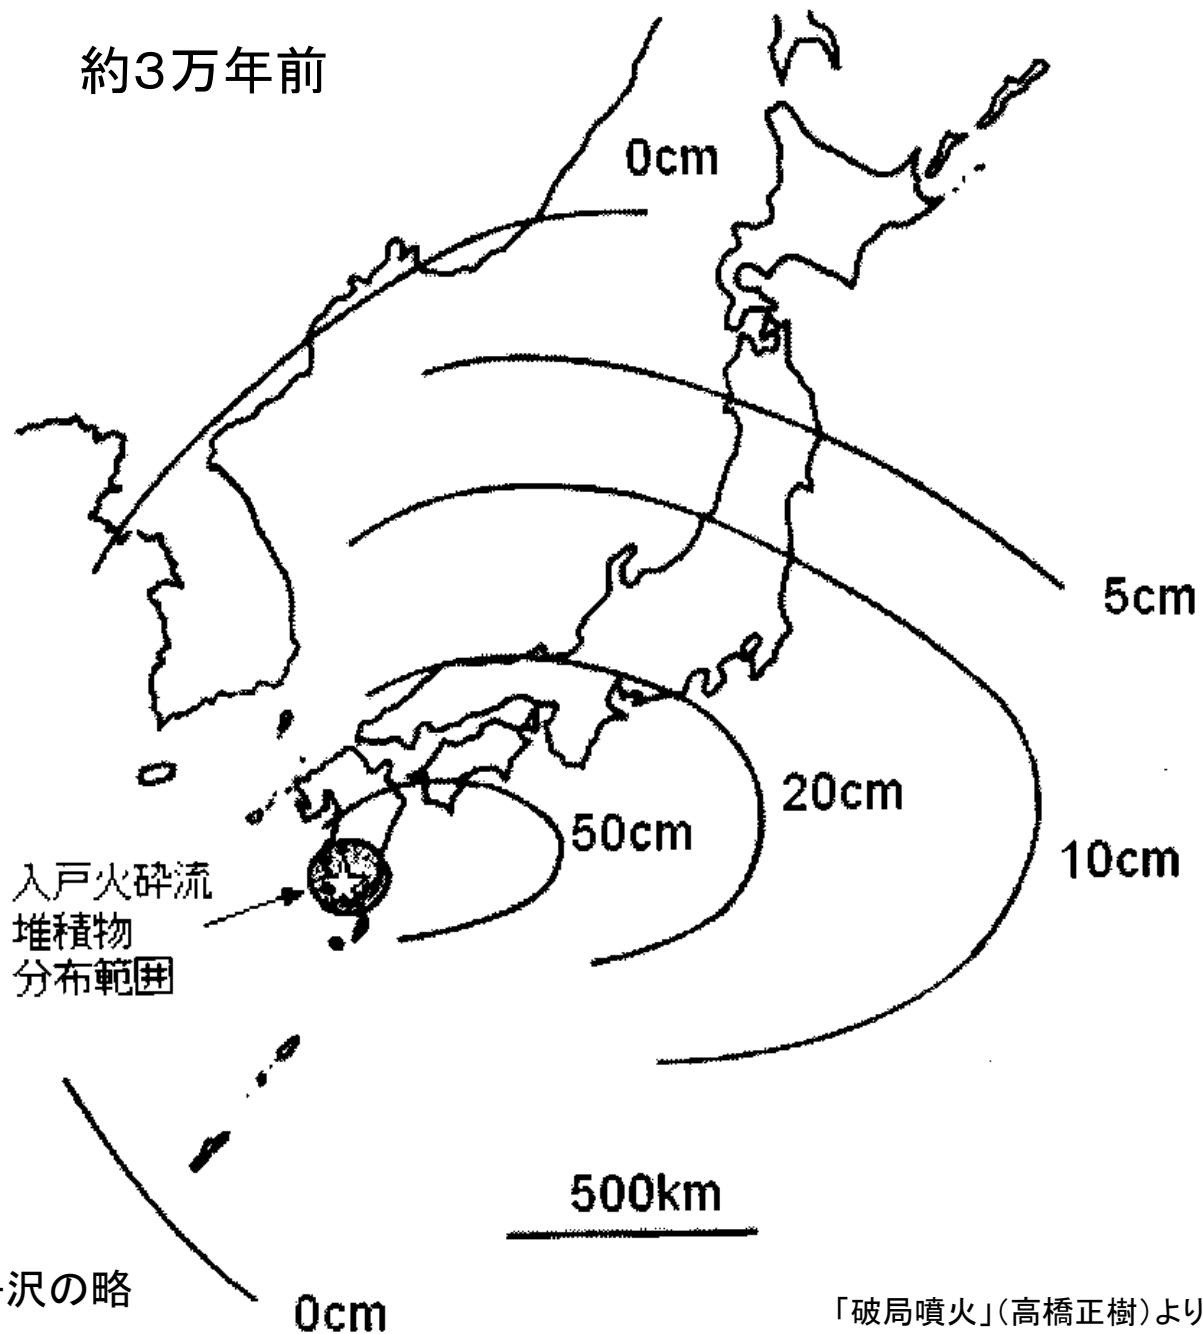 約3万年前
0cm
5cm
20cm
50cm
10cm
入戸火砕流
堆積物
分布範囲
500km
沢の略
0cm
「破局噴火」(高橋正樹)より